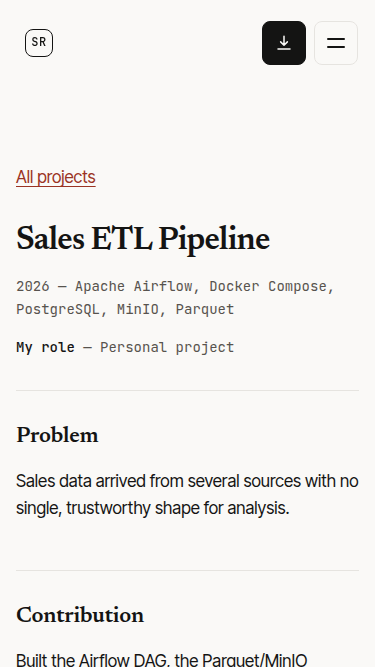 SR
All projects
Sales ETL Pipeline
2026 — Apache Airflow, Docker Compose,
PostgreSQL, MinIO, Parquet
My role — Personal project
Problem
Sales data arrived from several sources with no
single, trustworthy shape for analysis.
Contribution
Built the Airflow DAG, the Parquet/MinIO